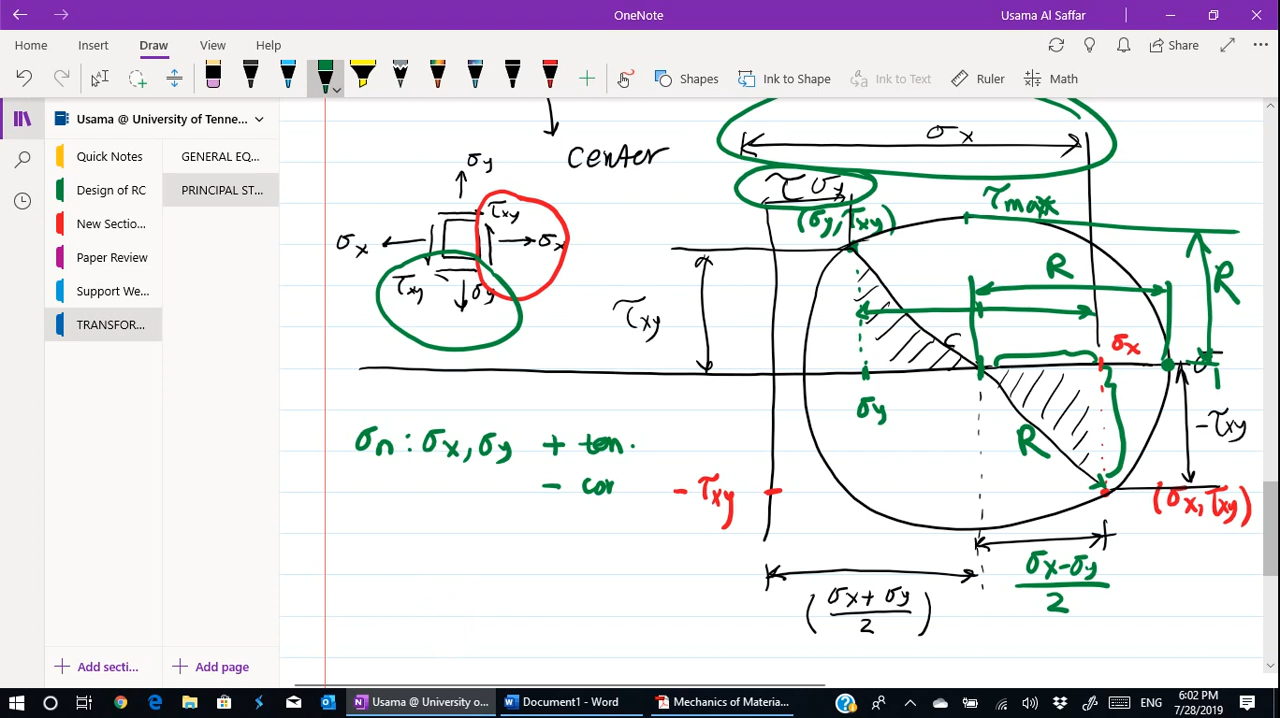 OneNote
Usama Al Saffar
Home Insert Draw View Help
Share
Shapes Ink to Shape Ink to Text Ruler Math
Usama @ University of Tenne...
Quick Notes
Design of RC
New Section...
Paper Review
Support We...
TRANSFOR...
GENERAL EQ...
PRINCIPAL ST...
Add secti...
Add page
center
σx
σy
τmax
(σy, τxy)
σy
τxy
σx
σx
τxy
σy
τxy
R
R
C
σx
σy
R
-τxy
σn : σx, σy + ten.
- com
- τxy
(σx, τxy)
(σx + σy / 2)
σx - σy / 2
Usama @ University o...
Document1 - Word
Mechanics of Materia...
ENG
6:02 PM
7/28/2019